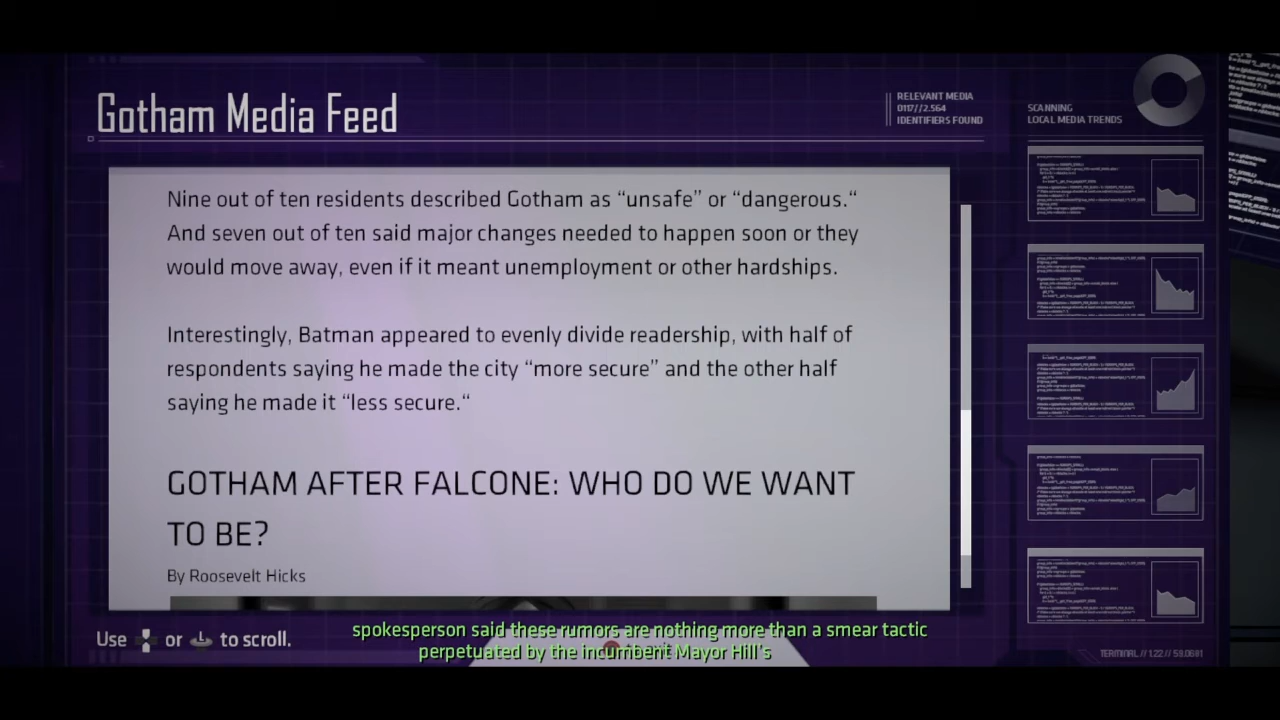 Gotham Media Feed
RELEVANT MEDIA
0117//2.564
IDENTIFIERS FOUND
SCANNING
LOCAL MEDIA TRENDS
Nine out of ten residents described Gotham as “unsafe” or “dangerous.“
And seven out of ten said major changes needed to happen soon or they
would move away, even if it meant unemployment or other hardships.
Interestingly, Batman appeared to evenly divide readership, with half of
respondents saying he made the city “more secure” and the other half
saying he made it “less secure.“
GOTHAM AFTER FALCONE: WHO DO WE WANT
TO BE?
By Roosevelt Hicks
Use or to scroll.
spokesperson said these rumors are nothing more than a smear tactic
perpetuated by the incumbent Mayor Hill's